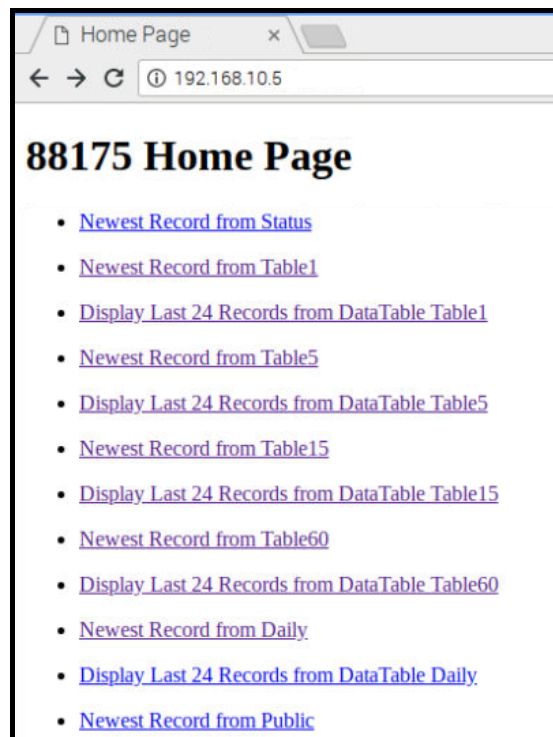 Home Page
192.168.10.5
88175 Home Page
Newest Record from Status
Newest Record from Table1
Display Last 24 Records from DataTable Table1
Newest Record from Table5
Display Last 24 Records from DataTable Table5
Newest Record from Table15
Display Last 24 Records from DataTable Table15
Newest Record from Table60
Display Last 24 Records from DataTable Table60
Newest Record from Daily
Display Last 24 Records from DataTable Daily
Newest Record from Public